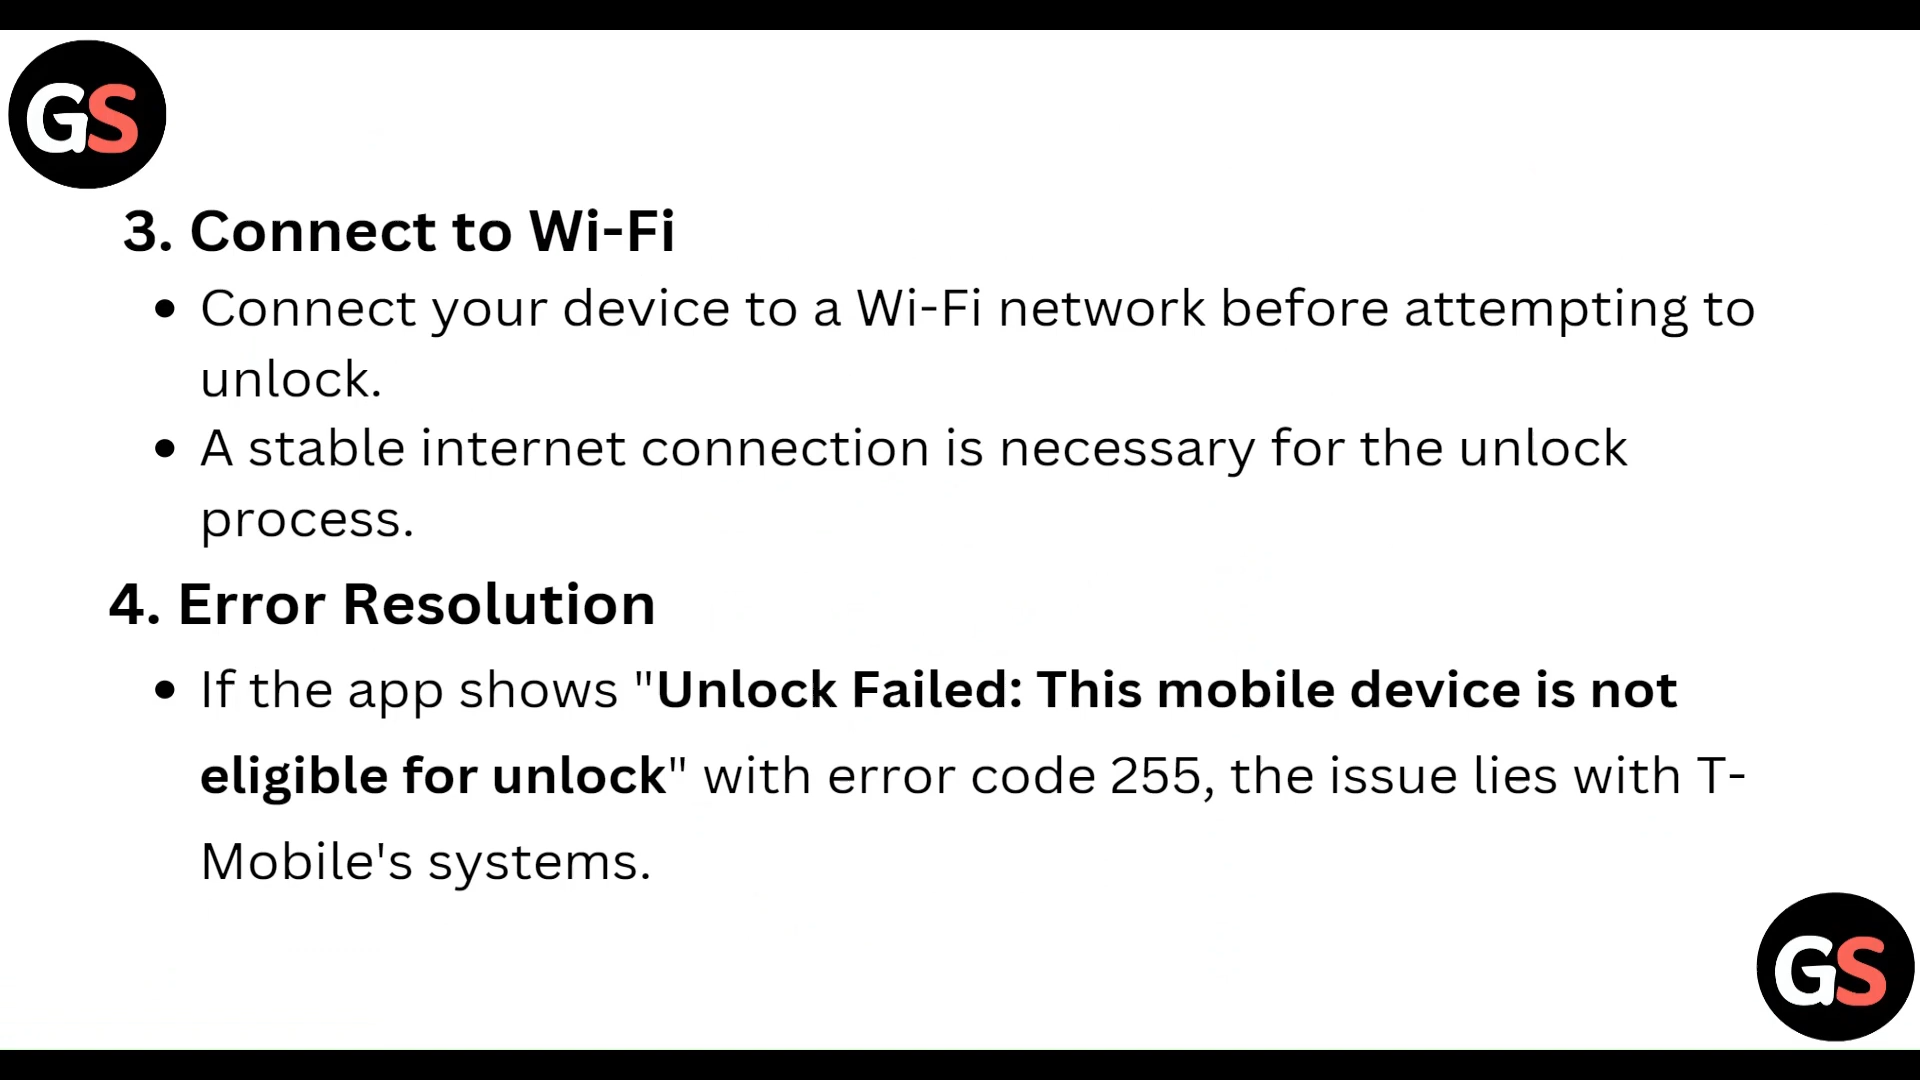 GS
3. Connect to Wi-Fi
• Connect your device to a Wi-Fi network before attempting to
unlock.
• A stable internet connection is necessary for the unlock
process.
4. Error Resolution
• If the app shows "Unlock Failed: This mobile device is not
eligible for unlock" with error code 255, the issue lies with T-
Mobile's systems.
GS